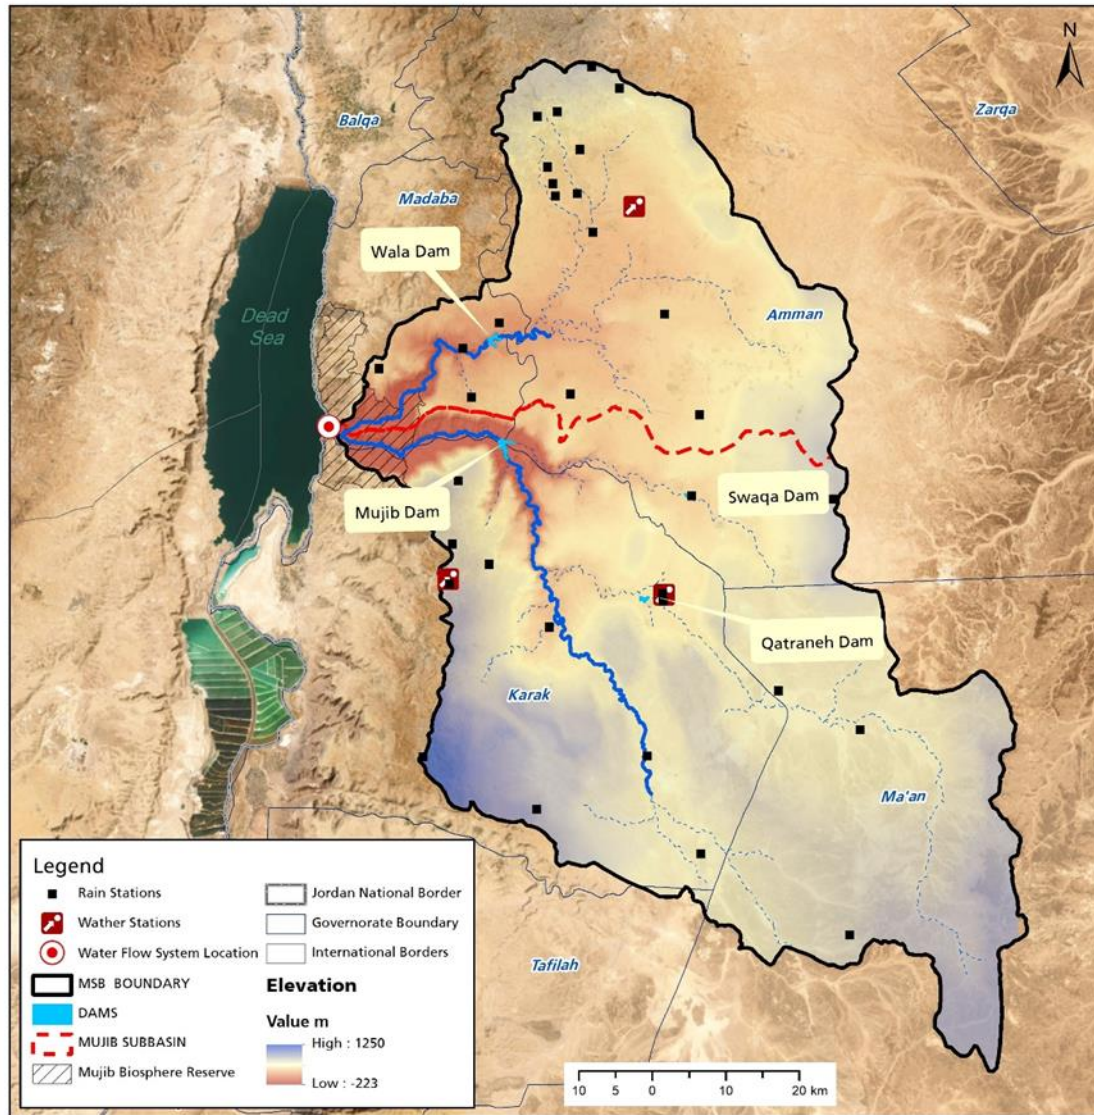 N
Zarqa
Balqa
Madaba
Wala Dam
Dead
Sea
Amman
Swaqa Dam
Mujib Dam
Qatraneh Dam
Karak
Ma'an
Tafilah
Legend
Rain Stations
Wather Stations
Water Flow System Location
MSB BOUNDARY
DAMS
MUJIB SUBBASIN
Mujib Biosphere Reserve
Jordan National Border
Governorate Boundary
International Borders
Elevation
Value m
High : 1250
Low : -223
10 5 0 10 20 km